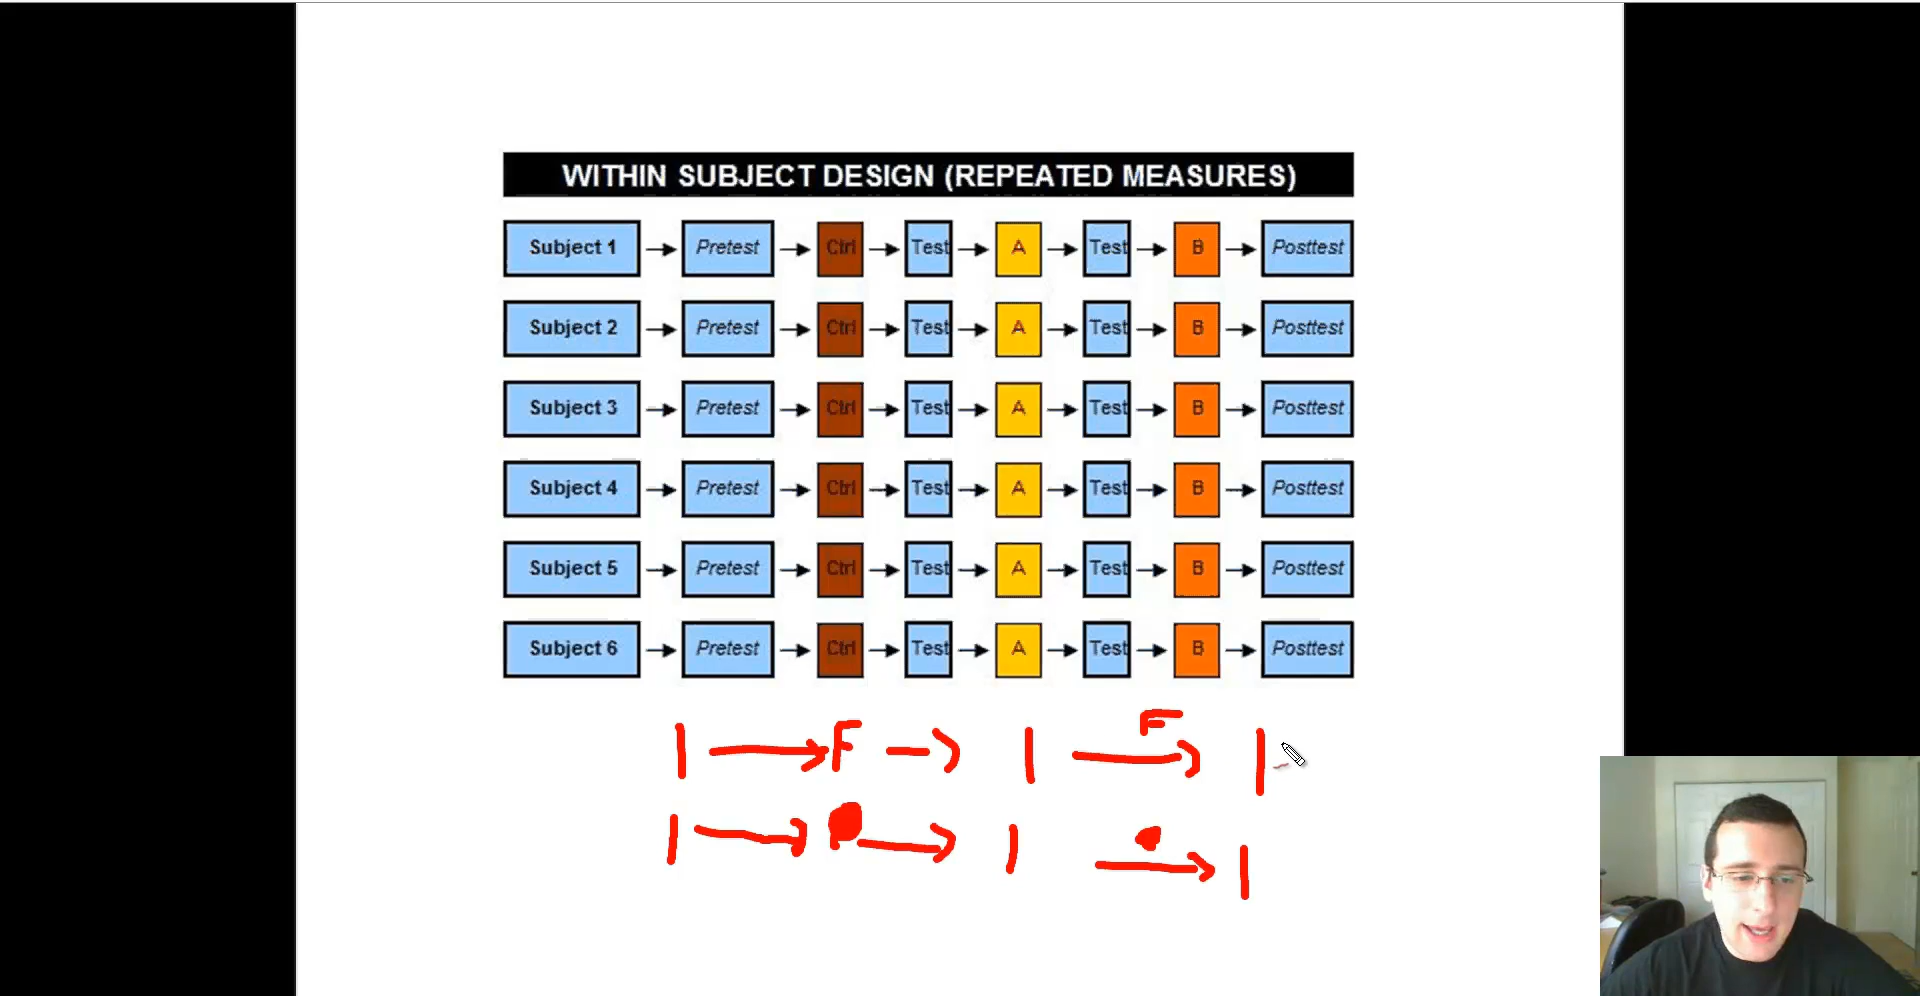 WITHIN SUBJECT DESIGN (REPEATED MEASURES)
Subject 1 Pretest Ctrl Test A Test B Posttest
Subject 2 Pretest Ctrl Test A Test B Posttest
Subject 3 Pretest Ctrl Test A Test B Posttest
Subject 4 Pretest Ctrl Test A Test B Posttest
Subject 5 Pretest Ctrl Test A Test B Posttest
Subject 6 Pretest Ctrl Test A Test B Posttest
| → F → | F → |
| → → | → |